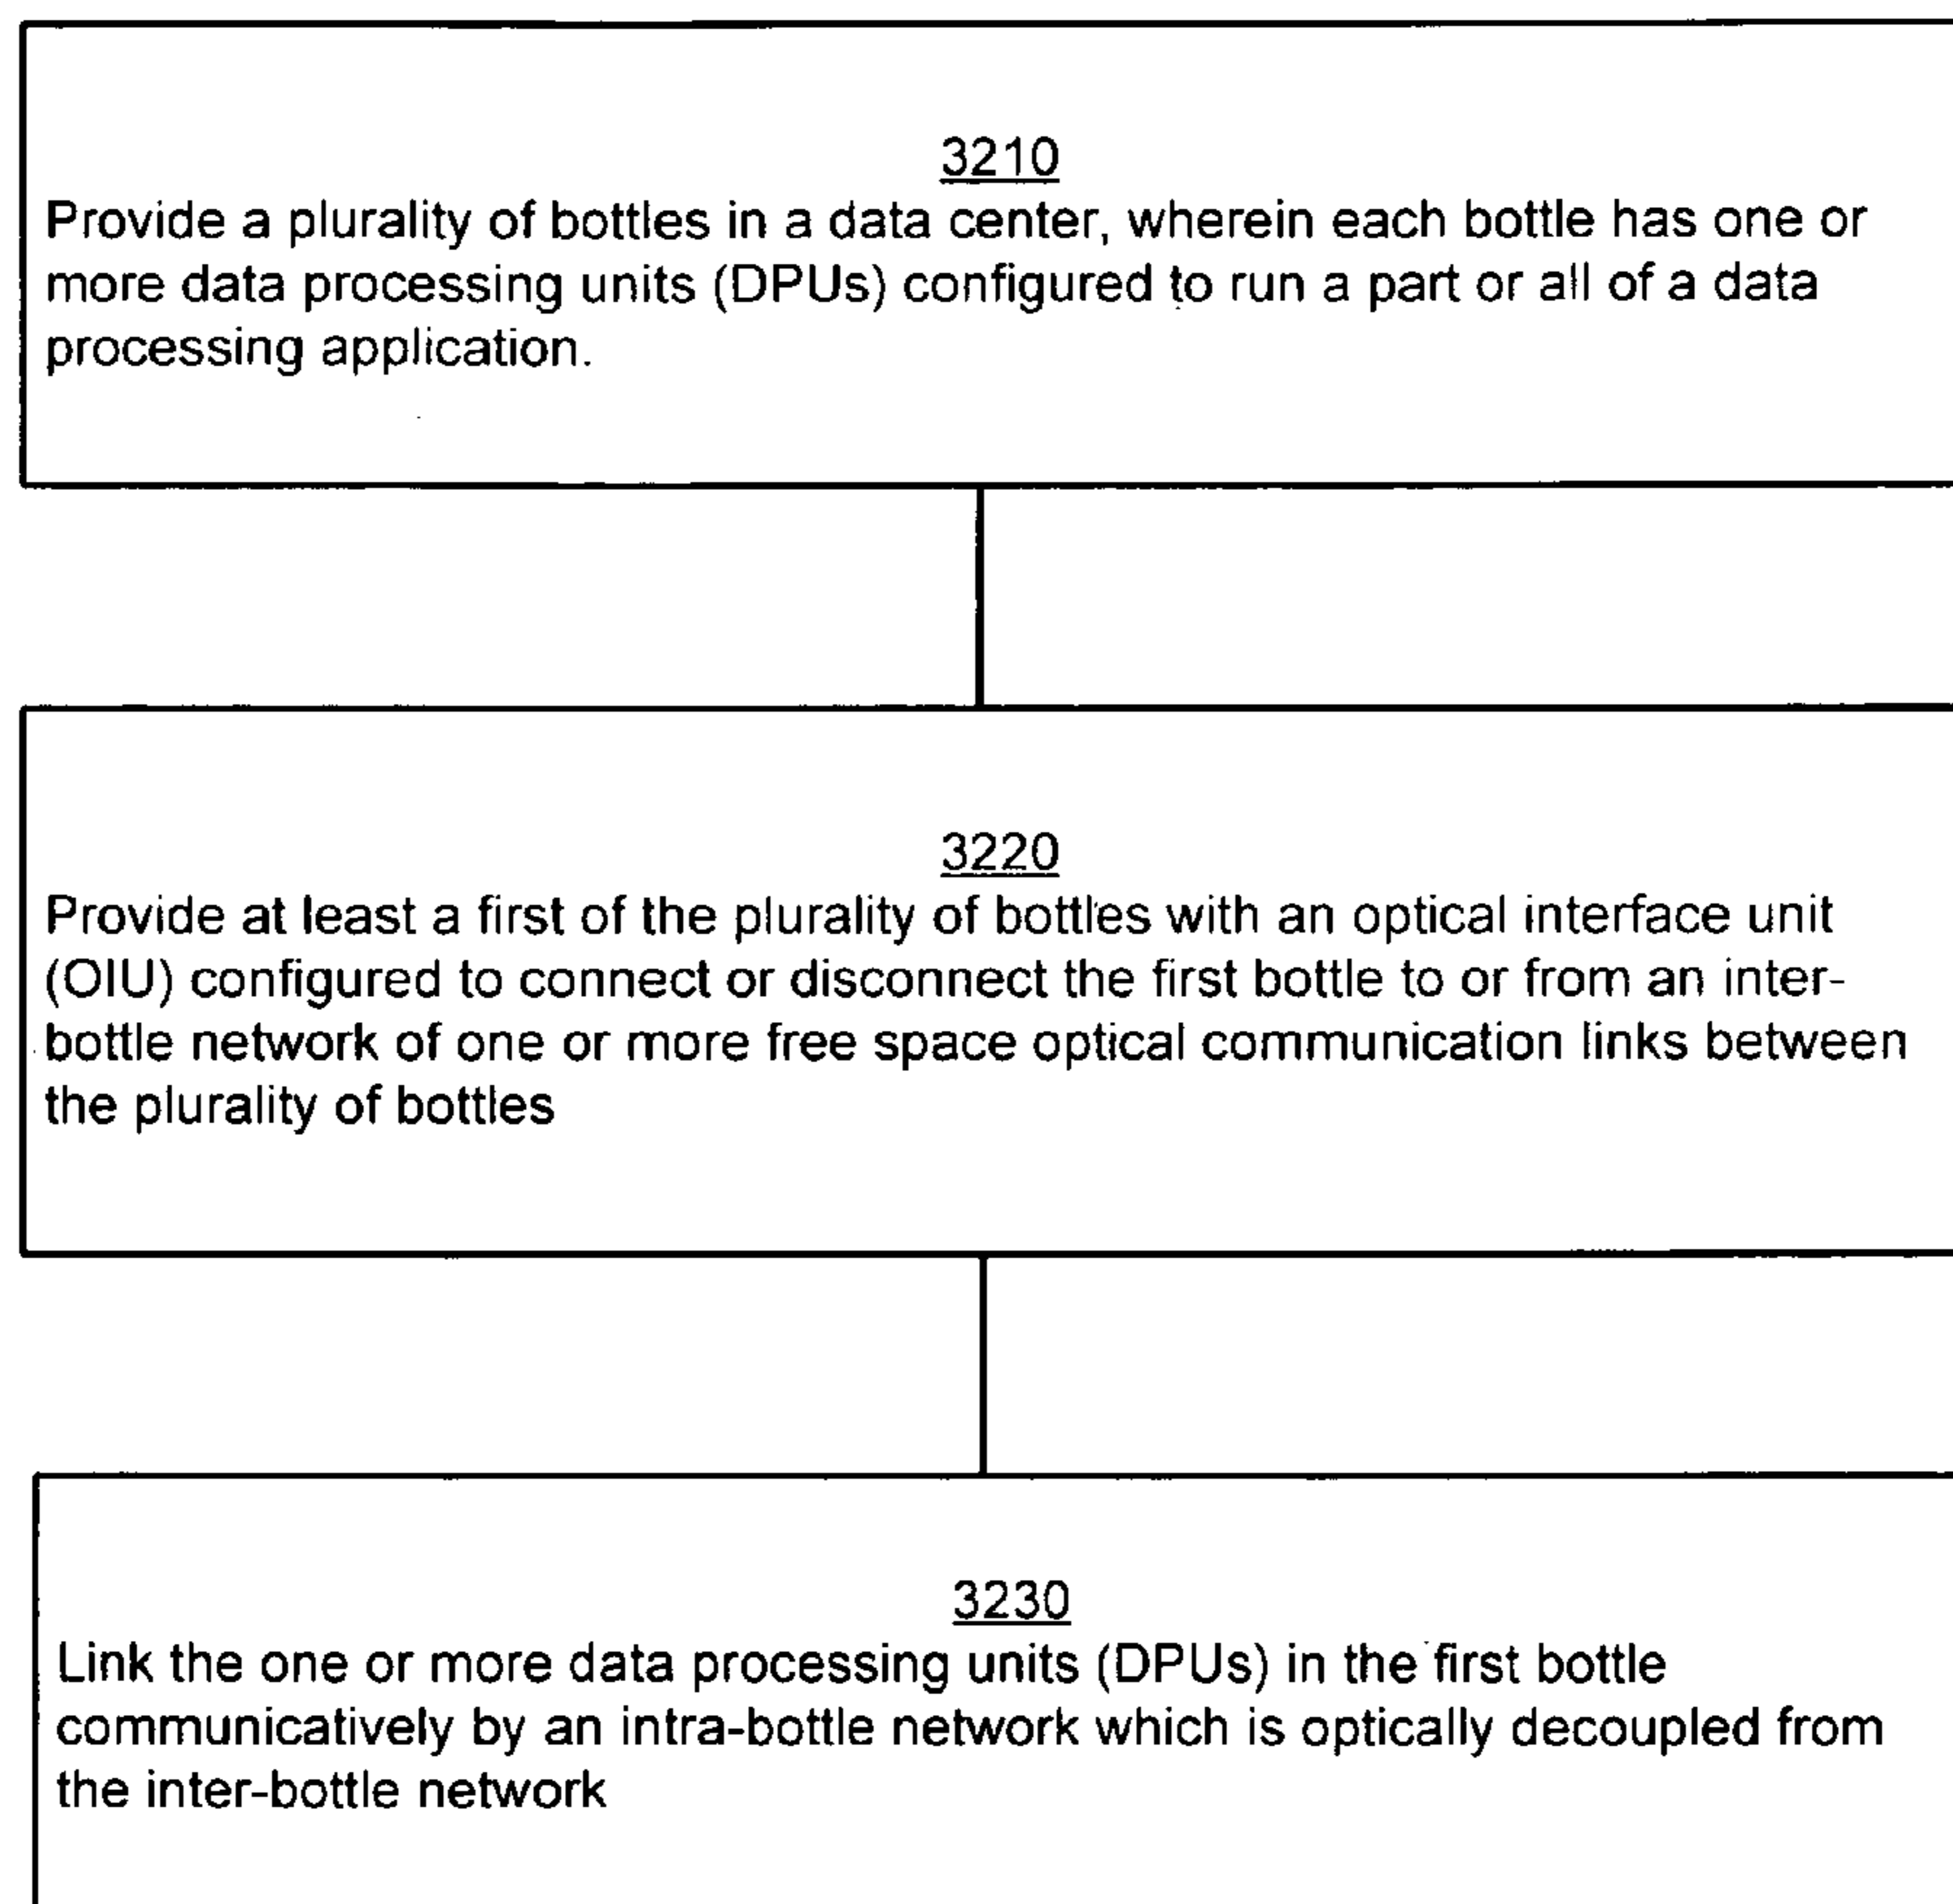 3210
Provide a plurality of bottles in a data center, wherein each bottle has one or
more data processing units (DPUs) configured to run a part or all of a data
processing application.
3220
Provide at least a first of the plurality of bottles with an optical interface unit
(OIU) configured to connect or disconnect the first bottle to or from an inter-
bottle network of one or more free space optical communication links between
the plurality of bottles
3230
Link the one or more data processing units (DPUs) in the first bottle
communicatively by an intra-bottle network which is optically decoupled from
the inter-bottle network